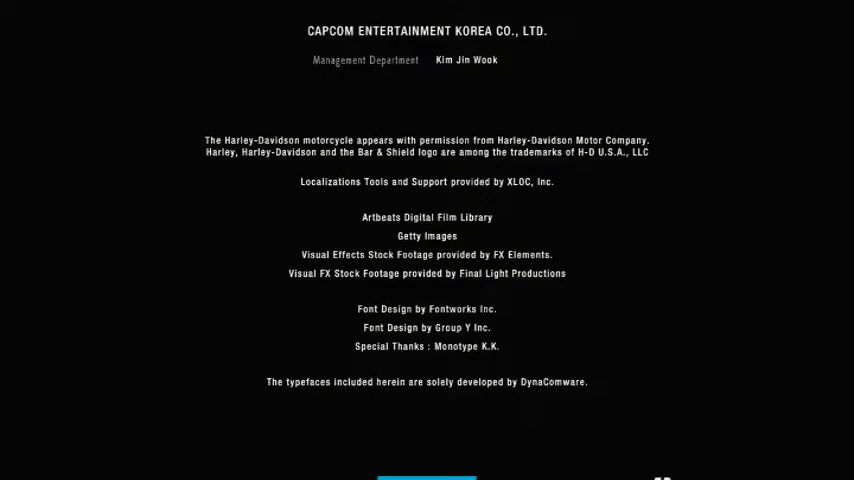 CAPCOM ENTERTAINMENT KOREA CO., LTD.
Management Department Kim Jin Wook
The Harley-Davidson motorcycle appears with permission from Harley-Davidson Motor Company.
Harley, Harley-Davidson and the Bar & Shield logo are among the trademarks of H-D U.S.A., LLC
Localizations Tools and Support provided by XLOC, Inc.
Artbeats Digital Film Library
Getty Images
Visual Effects Stock Footage provided by FX Elements.
Visual FX Stock Footage provided by Final Light Productions
Font Design by Fontworks Inc.
Font Design by Group Y Inc.
Special Thanks : Monotype K.K.
The typefaces included herein are solely developed by DynaComware.